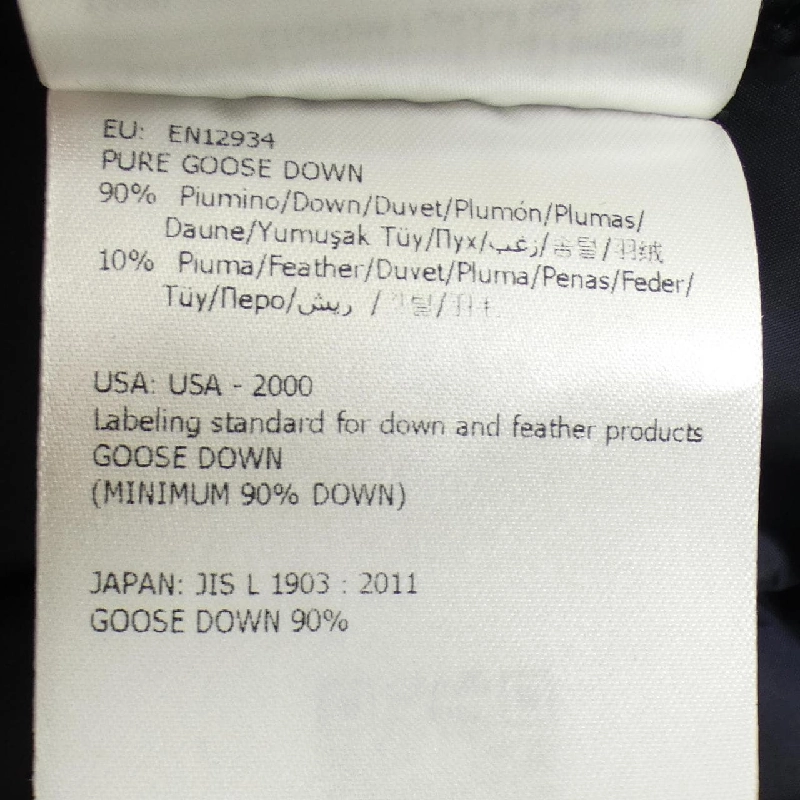 EU: EN12934
PURE GOOSE DOWN
90% Piumino/Down/Duvet/Plumón/Plumas/
Daune/Yumuşak Tüy/Пух/زغب/솜털/羽绒
10% Piuma/Feather/Duvet/Pluma/Penas/Feder/
Tüy/Перо/ريش /
USA: USA - 2000
Labeling standard for down and feather products
GOOSE DOWN
(MINIMUM 90% DOWN)
JAPAN: JIS L 1903 : 2011
GOOSE DOWN 90%